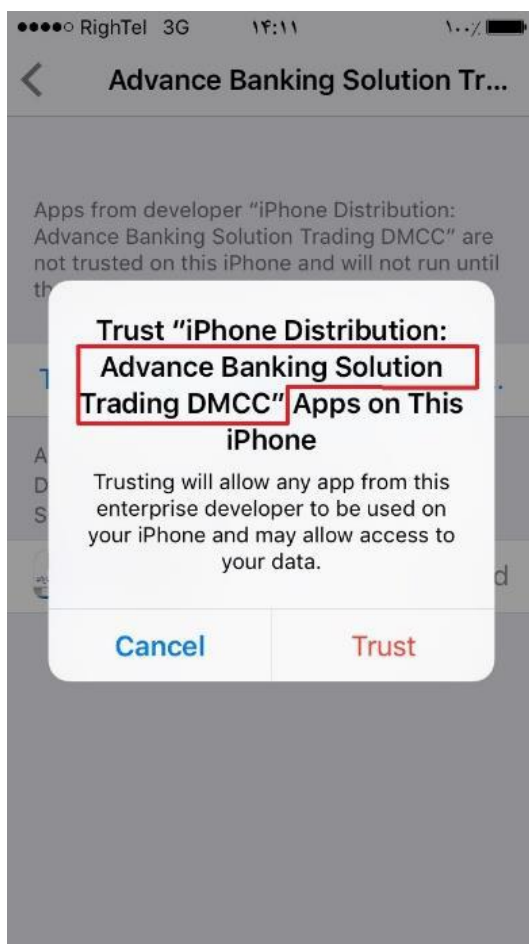 RighTel 3G ۱۴:۱۱ ۱۰۰٪
Advance Banking Solution Tr...
Apps from developer "iPhone Distribution:
Advance Banking Solution Trading DMCC" are
not trusted on this iPhone and will not run until
th
Trust "iPhone Distribution:
Advance Banking Solution
Trading DMCC" Apps on This
iPhone
Trusting will allow any app from this
enterprise developer to be used on
your iPhone and may allow access to
your data.
T
.
A
D
S
d
Cancel Trust